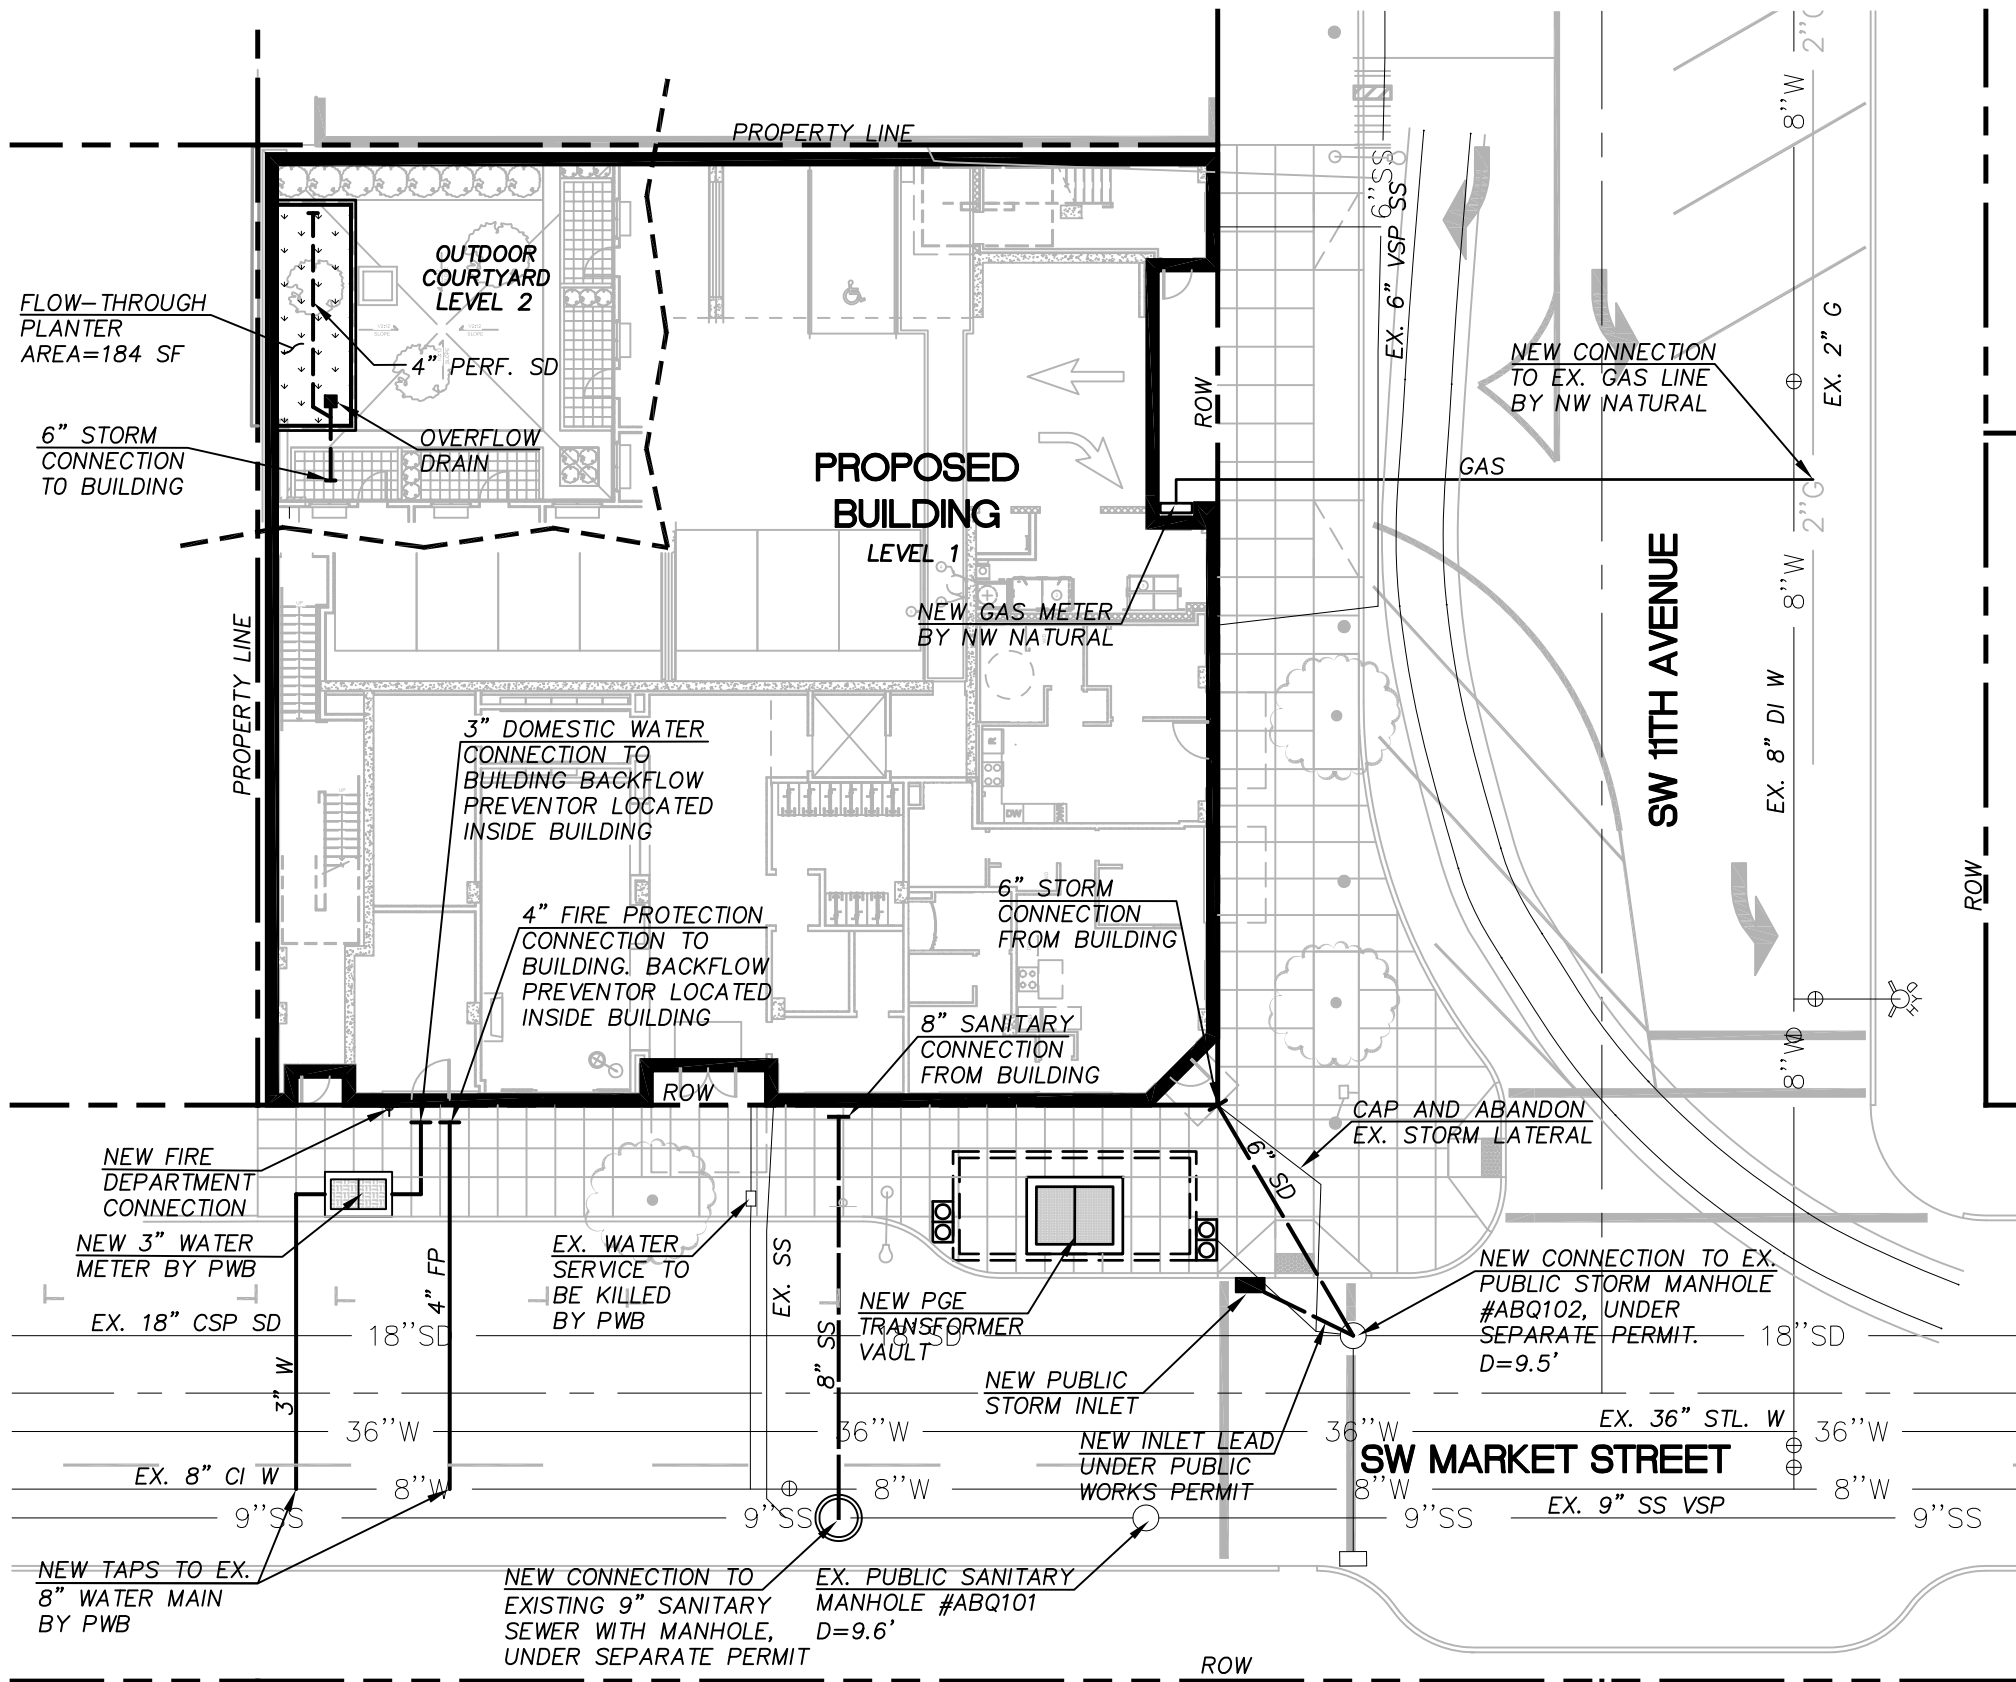 PROPERTY LINE
2"G
8"W
6"SS
EX. 6" VSP SS
OUTDOOR
COURTYARD
LEVEL 2
FLOW-THROUGH
PLANTER
AREA=184 SF
4" PERF. SD
6" STORM
CONNECTION
TO BUILDING
OVERFLOW
DRAIN
PROPOSED
BUILDING
LEVEL 1
ROW
NEW CONNECTION
TO EX. GAS LINE
BY NW NATURAL
EX. 2" G
GAS
2"G
8"W
SW 11TH AVENUE
EX. 8" DI W
NEW GAS METER
BY NW NATURAL
PROPERTY LINE
UP
UP
3" DOMESTIC WATER
CONNECTION TO
BUILDING BACKFLOW
PREVENTOR LOCATED
INSIDE BUILDING
R
DW
4" FIRE PROTECTION
CONNECTION TO
BUILDING. BACKFLOW
PREVENTOR LOCATED
INSIDE BUILDING
6" STORM
CONNECTION
FROM BUILDING
ROW
HYD
8"W
8" SANITARY
CONNECTION
FROM BUILDING
ROW
CAP AND ABANDON
EX. STORM LATERAL
6" SD
NEW FIRE
DEPARTMENT
CONNECTION
NEW 3" WATER
METER BY PWB
4" FP
EX. WATER
SERVICE TO
BE KILLED
BY PWB
EX. SS
NEW PGE
TRANSFORMER
VAULT
NEW CONNECTION TO EX.
PUBLIC STORM MANHOLE
#ABQ102, UNDER
SEPARATE PERMIT.
D=9.5'
EX. 18" CSP SD
18"SD
18"SD
18"SD
3" W
8" SS
NEW PUBLIC
STORM INLET
NEW INLET LEAD
UNDER PUBLIC
WORKS PERMIT
36"W
36"W
36"W
EX. 36" STL. W
36"W
SW MARKET STREET
EX. 8" CI W
8"W
8"W
8"W
8"W
9"SS
9"SS
9"SS
EX. 9" SS VSP
9"SS
NEW TAPS TO EX.
8" WATER MAIN
BY PWB
NEW CONNECTION TO
EXISTING 9" SANITARY
SEWER WITH MANHOLE,
UNDER SEPARATE PERMIT
EX. PUBLIC SANITARY
MANHOLE #ABQ101
D=9.6'
ROW